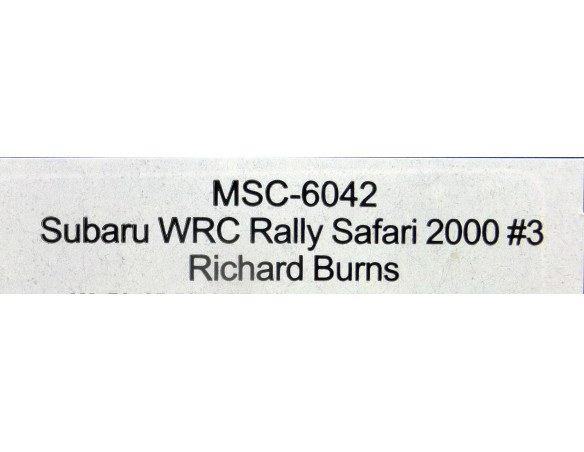 MSC-6042
Subaru WRC Rally Safari 2000 #3
Richard Burns